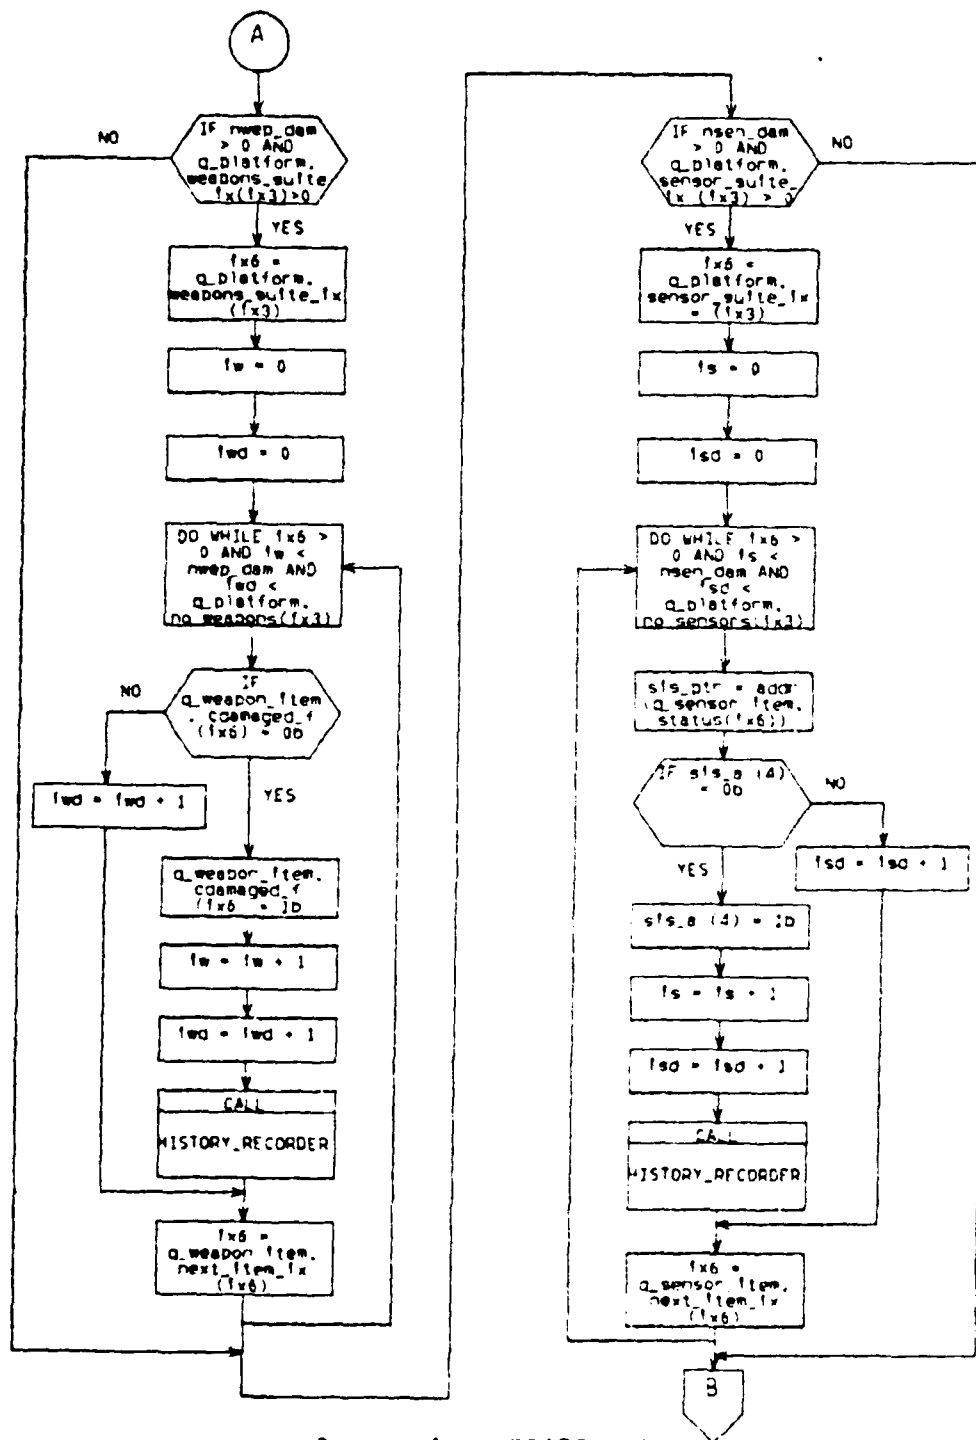 A
IF nwep_dam
> 0 AND
q_platform.
weapons_suite
_ix(ix3)>0
NO
YES
ix6 =
q_platform.
weapons_suite_ix
(ix3)
iw = 0
iwd = 0
DO WHILE ix6 >
0 AND iw <
nwep_dam AND
iwd <
q_platform.
no_weapons(ix3)
IF
q_weapon_item
. cdamaged_f
(ix6) = 0b
NO
YES
iwd = iwd + 1
q_weapon_item.
cdamaged_f
(ix6 = 1b
iw = iw + 1
iwd = iwd + 1
CALL
HISTORY_RECORDER
ix6 =
q_weapon_item.
next_item_ix
(ix6)
IF nsen_dam
> 0 AND
q_platform.
sensor_suite_
ix (ix3) > 0
NO
YES
ix6 =
q_platform.
sensor_suite_ix
= (ix3)
is = 0
isd = 0
DO WHILE ix6 >
0 AND is <
nsen_dam AND
isd <
q_platform.
no_sensors(ix3)
sis_ptr = addr
(q_sensor_item.
status(ix6))
IF sis_a (4)
= 0b
NO
YES
isd = isd + 1
sis_a (4) = 1b
is = is + 1
isd = isd + 1
CALL
HISTORY_RECORDER
ix6 =
q_sensor_item.
next_item_ix
(ix6)
B